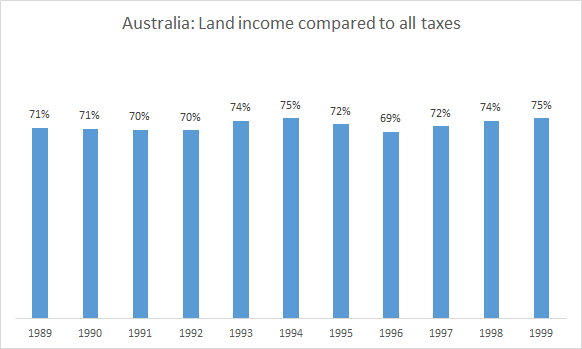 Australia: Land income compared to all taxes
71% 71% 70% 70% 74% 75% 72% 69% 72% 74% 75%
1989 1990 1991 1992 1993 1994 1995 1996 1997 1998 1999